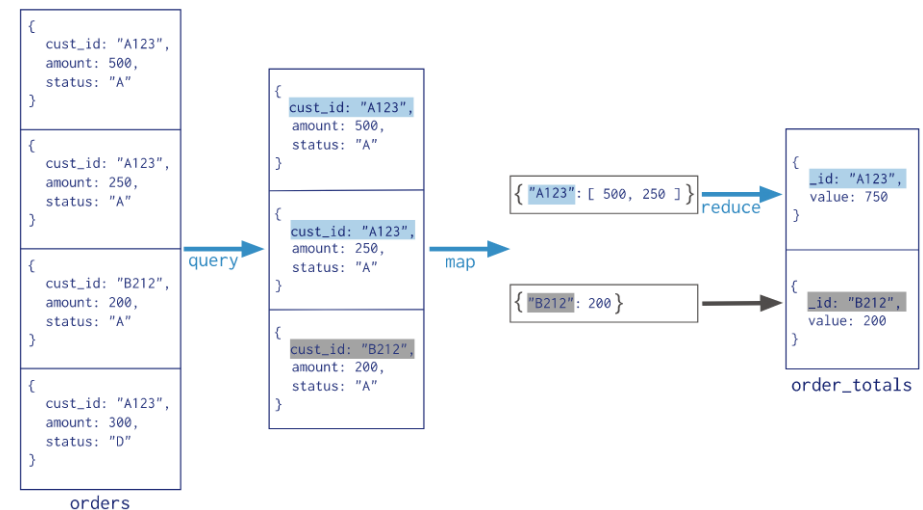 {
cust_id: "A123",
amount: 500,
status: "A"
}
{
cust_id: "A123",
amount: 250,
status: "A"
}
{
cust_id: "B212",
amount: 200,
status: "A"
}
{
cust_id: "A123",
amount: 300,
status: "D"
}
orders
query
{
cust_id: "A123",
amount: 500,
status: "A"
}
{
cust_id: "A123",
amount: 250,
status: "A"
}
{
cust_id: "B212",
amount: 200,
status: "A"
}
map
{ "A123": [ 500, 250 ] }
{ "B212": 200 }
reduce
{
_id: "A123",
value: 750
}
{
_id: "B212",
value: 200
}
order_totals